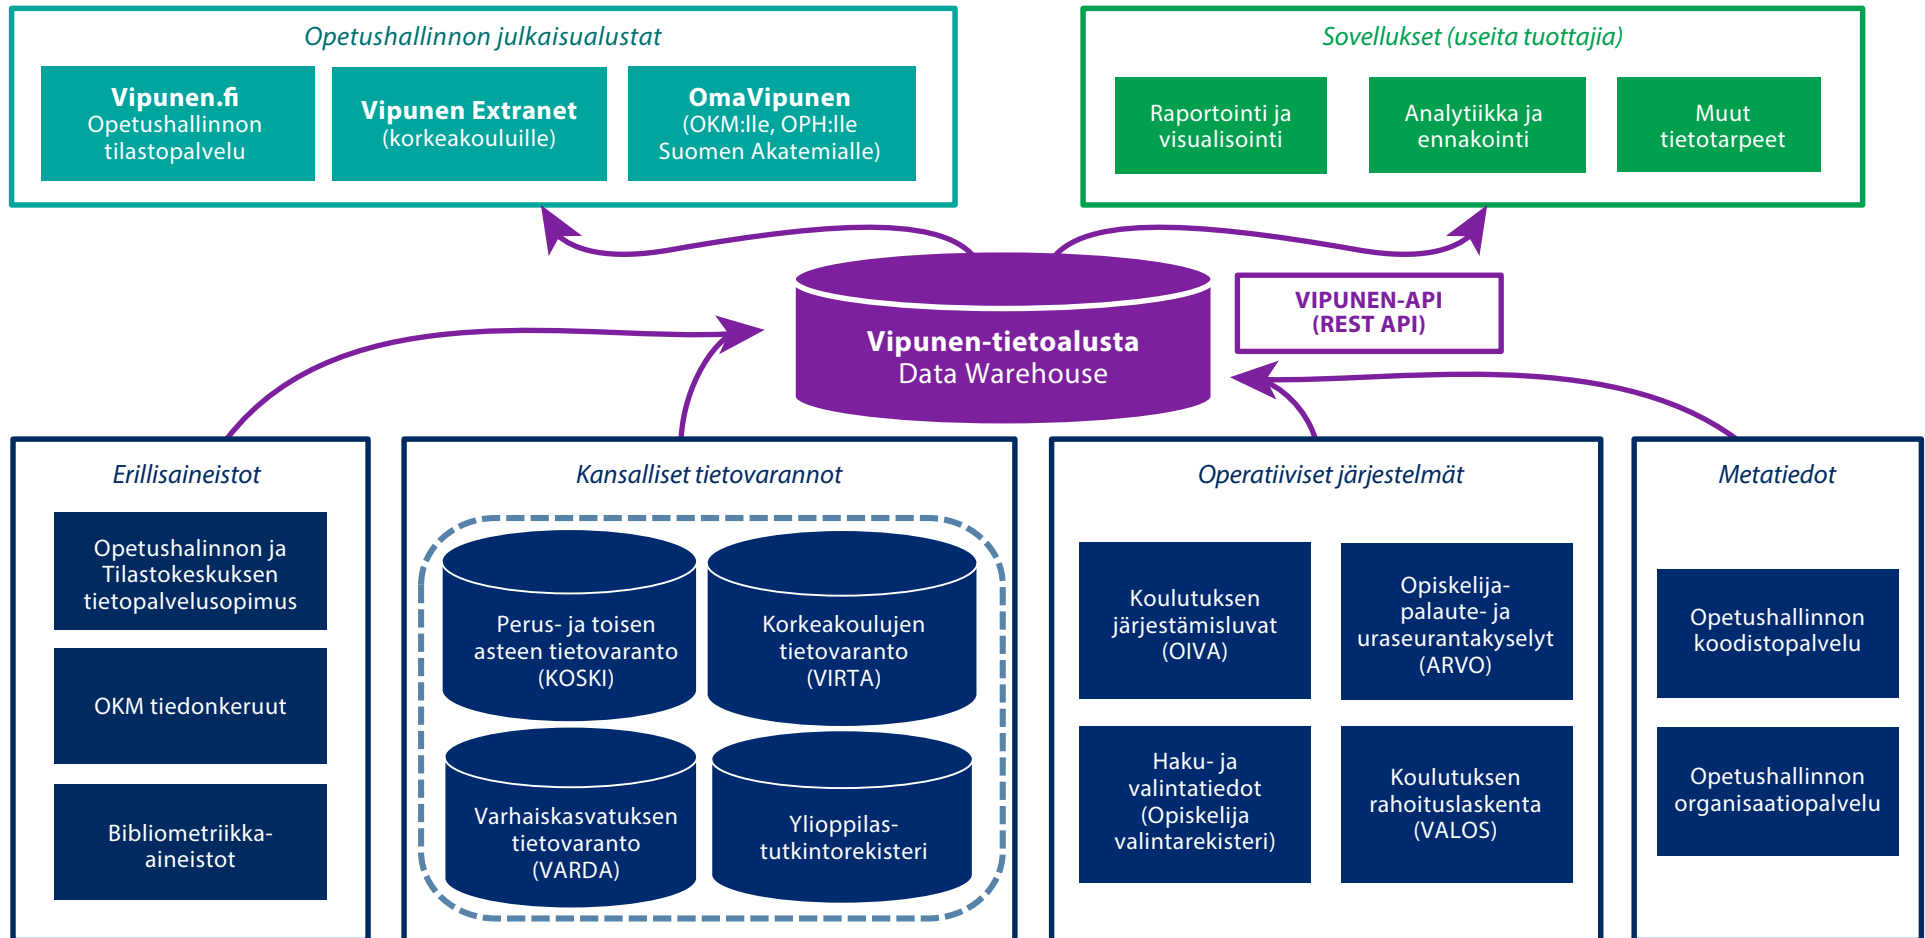 Opetushallinnon julkaisualustat
Vipunen.fi
Opetushallinnon
tilastopalvelu
Vipunen Extranet
(korkeakouluille)
OmaVipunen
(OKM:lle, OPH:lle
Suomen Akatemialle)
Sovellukset (useita tuottajia)
Raportointi ja
visualisointi
Analytiikka ja
ennakointi
Muut
tietotarpeet
Vipunen-tietoalusta
Data Warehouse
VIPUNEN-API
(REST API)
Erillisaineistot
Opetushalinnon ja
Tilastokeskuksen
tietopalvelusopimus
OKM tiedonkeruut
Bibliometriikka-
aineistot
Kansalliset tietovarannot
Perus- ja toisen
asteen tietovaranto
(KOSKI)
Korkeakoulujen
tietovaranto
(VIRTA)
Varhaiskasvatuksen
tietovaranto
(VARDA)
Ylioppilas-
tutkintorekisteri
Operatiiviset järjestelmät
Koulutuksen
järjestämisluvat
(OIVA)
Opiskelija-
palaute- ja
uraseurantakyselyt
(ARVO)
Haku- ja
valintatiedot
(Opiskelija
valintarekisteri)
Koulutuksen
rahoituslaskenta
(VALOS)
Metatiedot
Opetushallinnon
koodistopalvelu
Opetushallinnon
organisaatiopalvelu